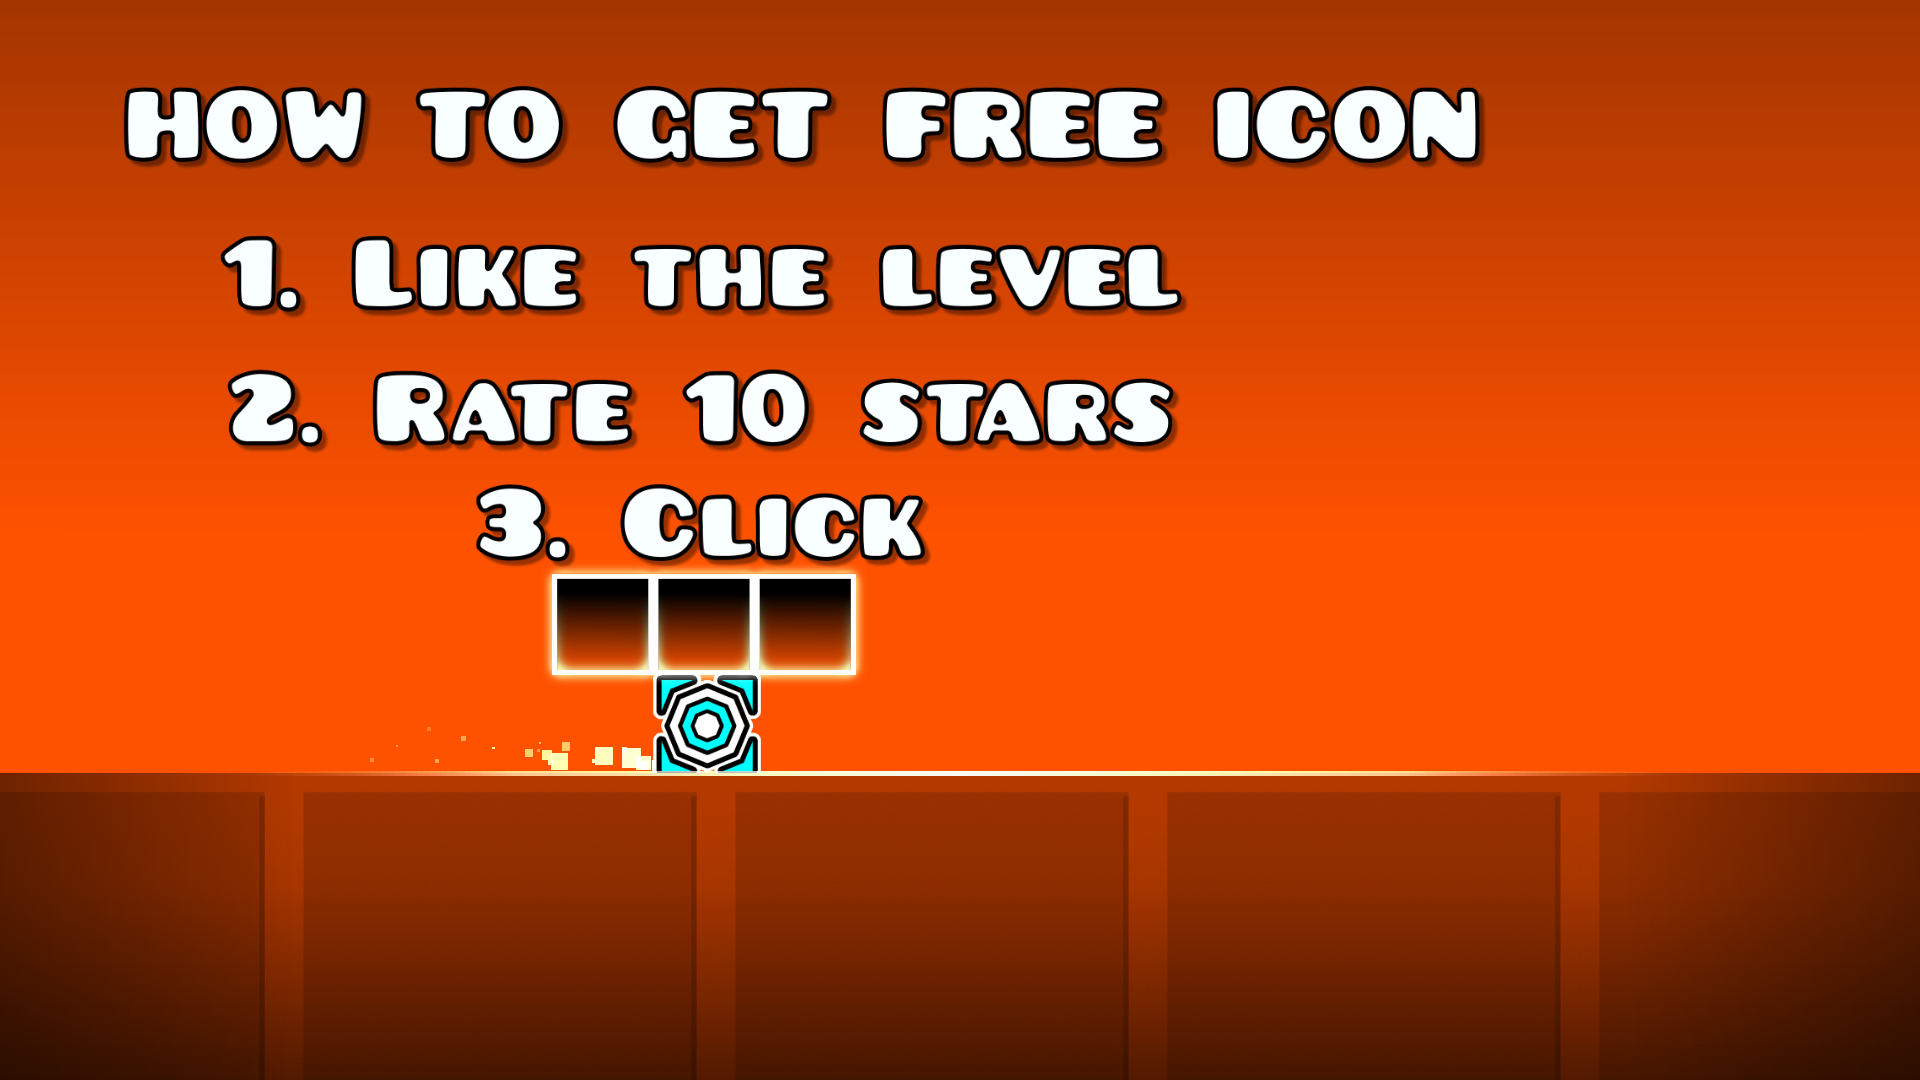 HOW TO GET FREE ICON
1. LIKE THE LEVEL
2. RATE 10 STARS
3. CLICK